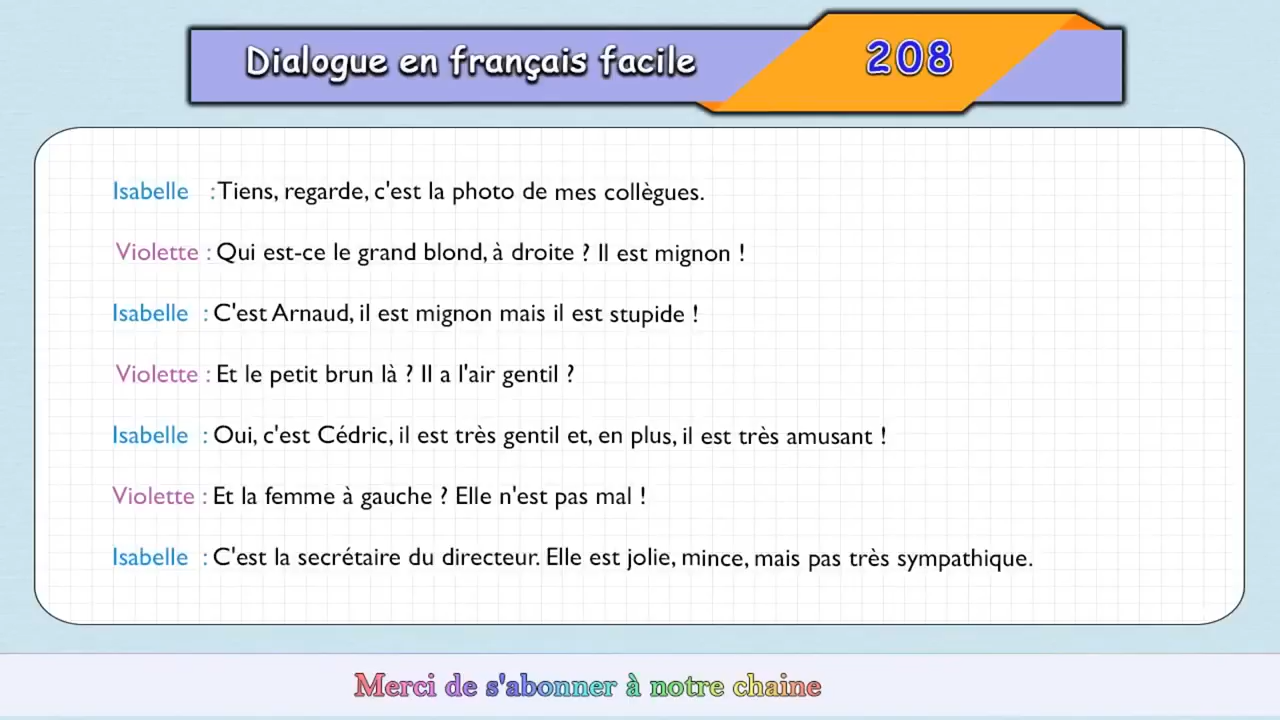 Dialogue en français facile
208
Isabelle : Tiens, regarde, c'est la photo de mes collègues.
Violette : Qui est-ce le grand blond, à droite ? Il est mignon !
Isabelle : C'est Arnaud, il est mignon mais il est stupide !
Violette : Et le petit brun là ? Il a l'air gentil ?
Isabelle : Oui, c'est Cédric, il est très gentil et, en plus, il est très amusant !
Violette : Et la femme à gauche ? Elle n'est pas mal !
Isabelle : C'est la secrétaire du directeur. Elle est jolie, mince, mais pas très sympathique.
Merci de s'abonner à notre chaine